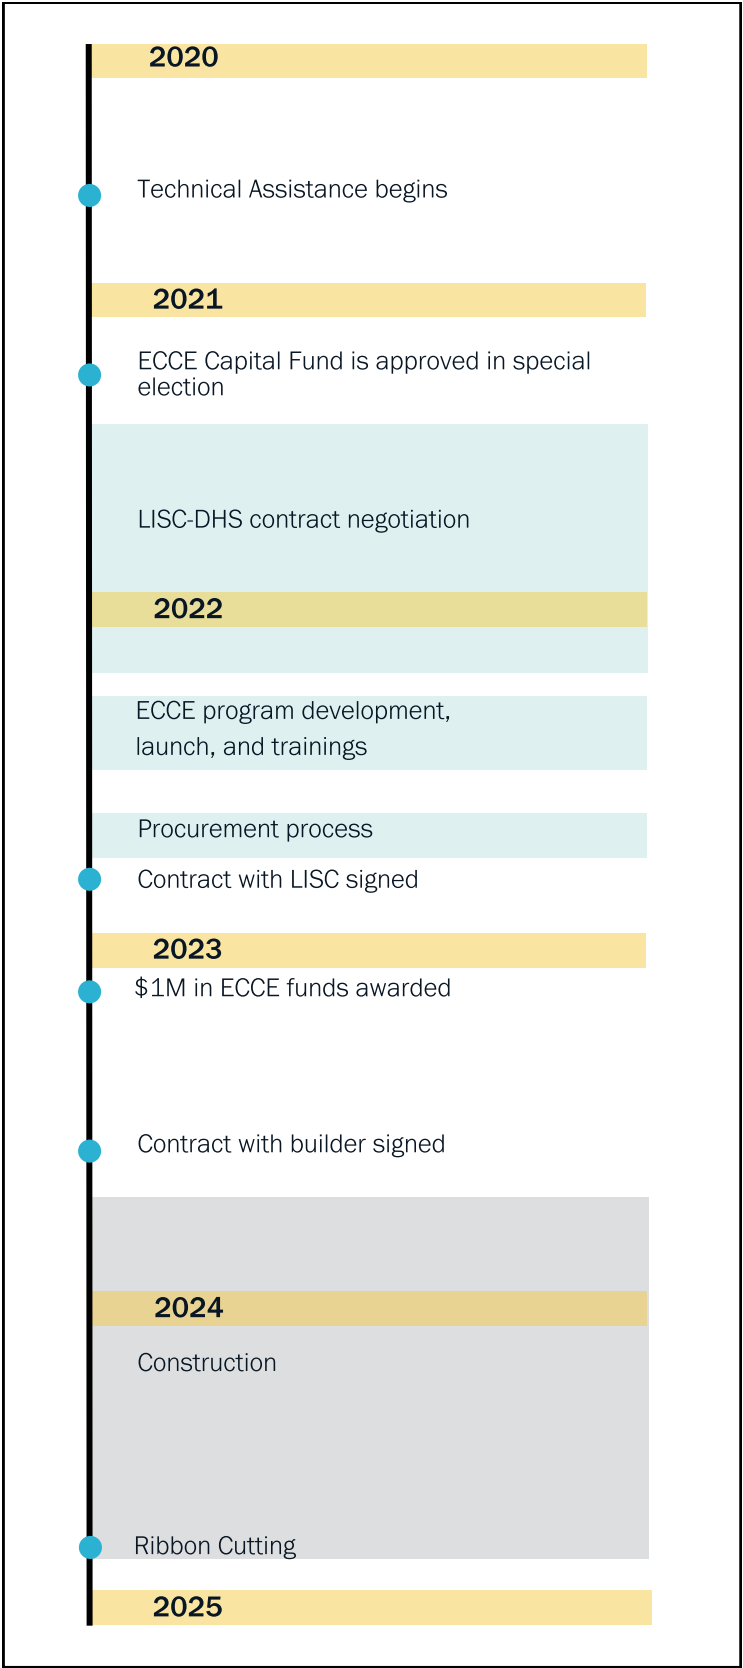 2020
Technical Assistance begins
2021
ECCE Capital Fund is approved in special
election
LISC-DHS contract negotiation
2022
ECCE program development,
launch, and trainings
Procurement process
Contract with LISC signed
2023
$1M in ECCE funds awarded
Contract with builder signed
2024
Construction
Ribbon Cutting
2025